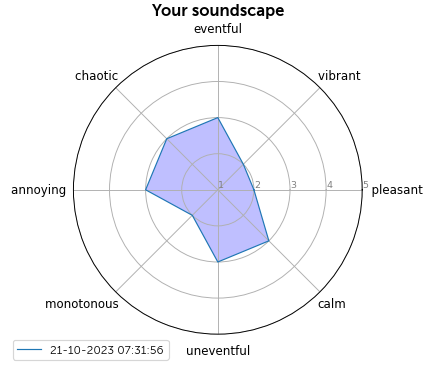 Your soundscape
eventful
chaotic
vibrant
annoying
1 2 3 4 5
pleasant
monotonous
calm
21-10-2023 07:31:56
uneventful